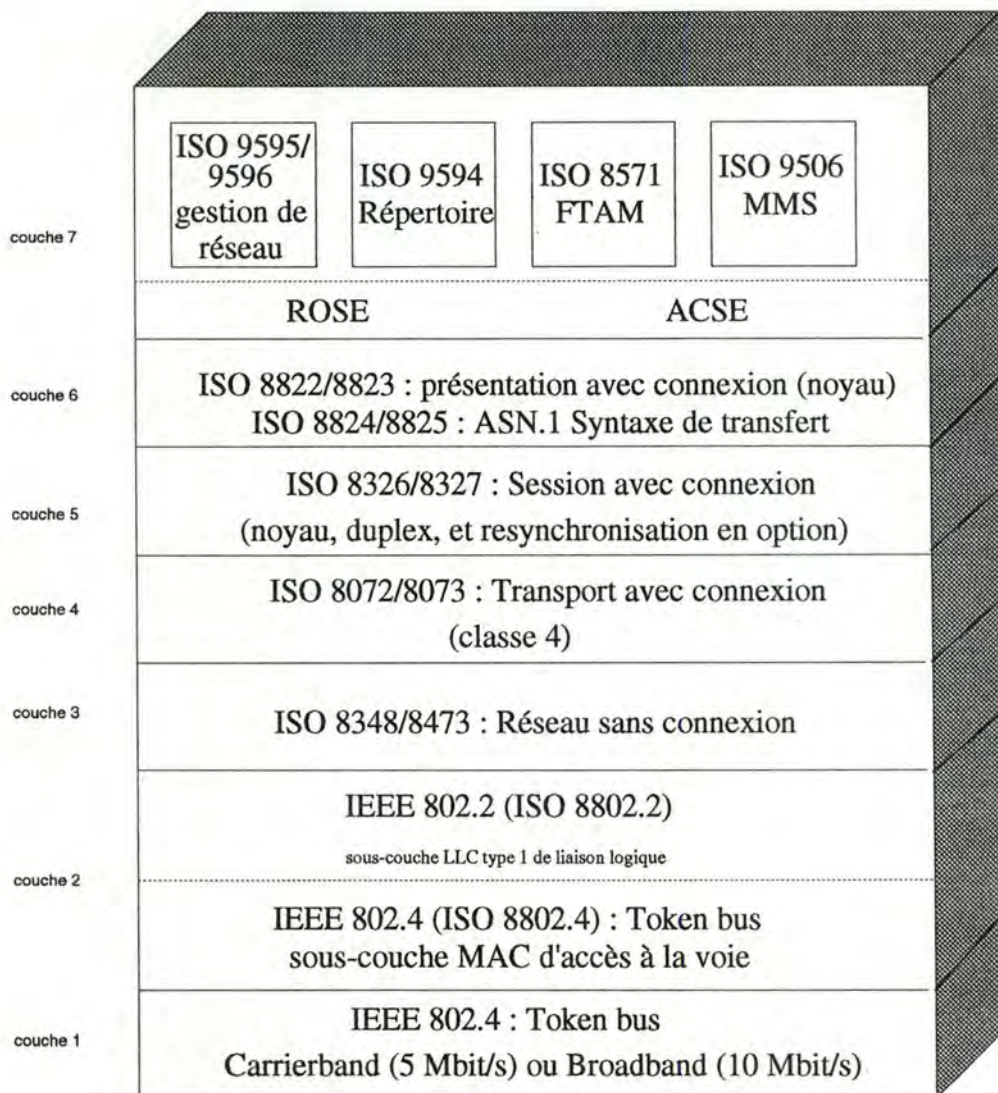 ISO 9595/
9596
gestion de
réseau
ISO 9594
Répertoire
ISO 8571
FTAM
ISO 9506
MMS
couche 7
ROSE
ACSE
couche 6
ISO 8822/8823 : présentation avec connexion (noyau)
ISO 8824/8825 : ASN.1 Syntaxe de transfert
couche 5
ISO 8326/8327 : Session avec connexion
(noyau, duplex, et resynchronisation en option)
couche 4
ISO 8072/8073 : Transport avec connexion
(classe 4)
couche 3
ISO 8348/8473 : Réseau sans connexion
IEEE 802.2 (ISO 8802.2)
sous-couche LLC type 1 de liaison logique
couche 2
IEEE 802.4 (ISO 8802.4) : Token bus
sous-couche MAC d'accès à la voie
couche 1
IEEE 802.4 : Token bus
Carrierband (5 Mbit/s) ou Broadband (10 Mbit/s)